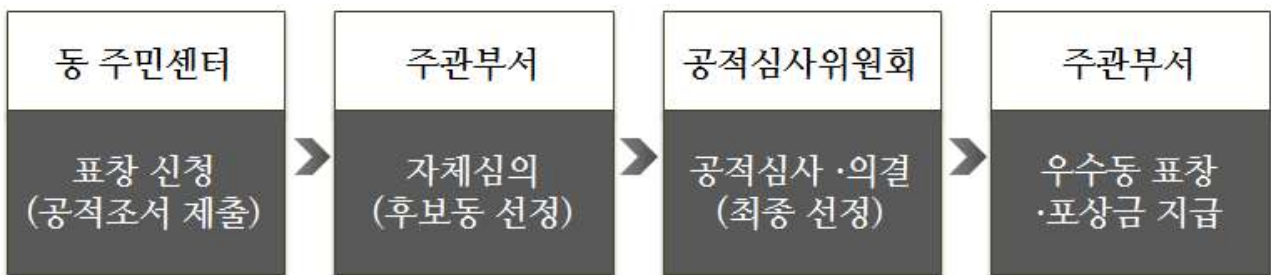 동 주민센터
표창 신청
(공적조서 제출)
주관부서
자체심의
(후보동 선정)
공적심사위원회
공적심사 ·의결
(최종 선정)
주관부서
우수동 표창
·포상금 지급